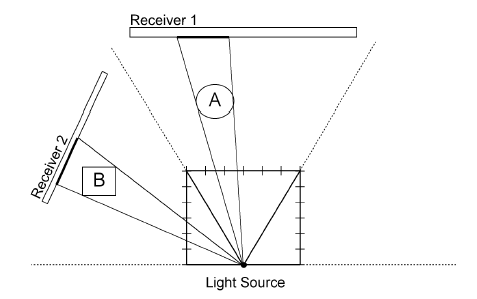 Receiver 1
A
Receiver 2
B
Light Source